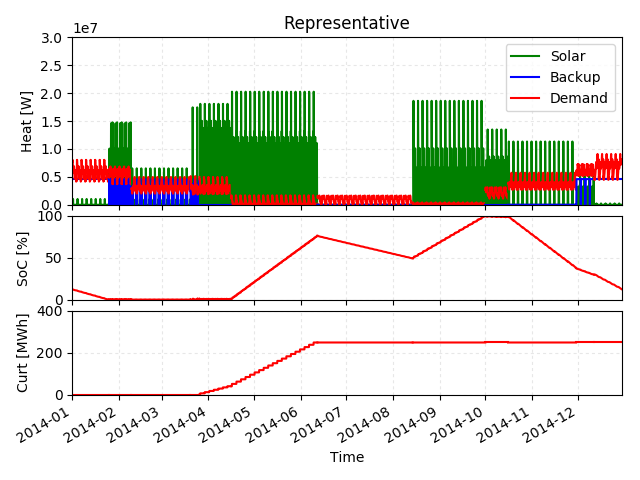 Representative
1e7
3.0
2.5
2.0
1.5
1.0
0.5
0.0
Heat [W]
Solar
Backup
Demand
100
50
0
SoC [%]
400
200
0
Curt [MWh]
2014-01
2014-02
2014-03
2014-04
2014-05
2014-06
2014-07
2014-08
2014-09
2014-10
2014-11
2014-12
Time